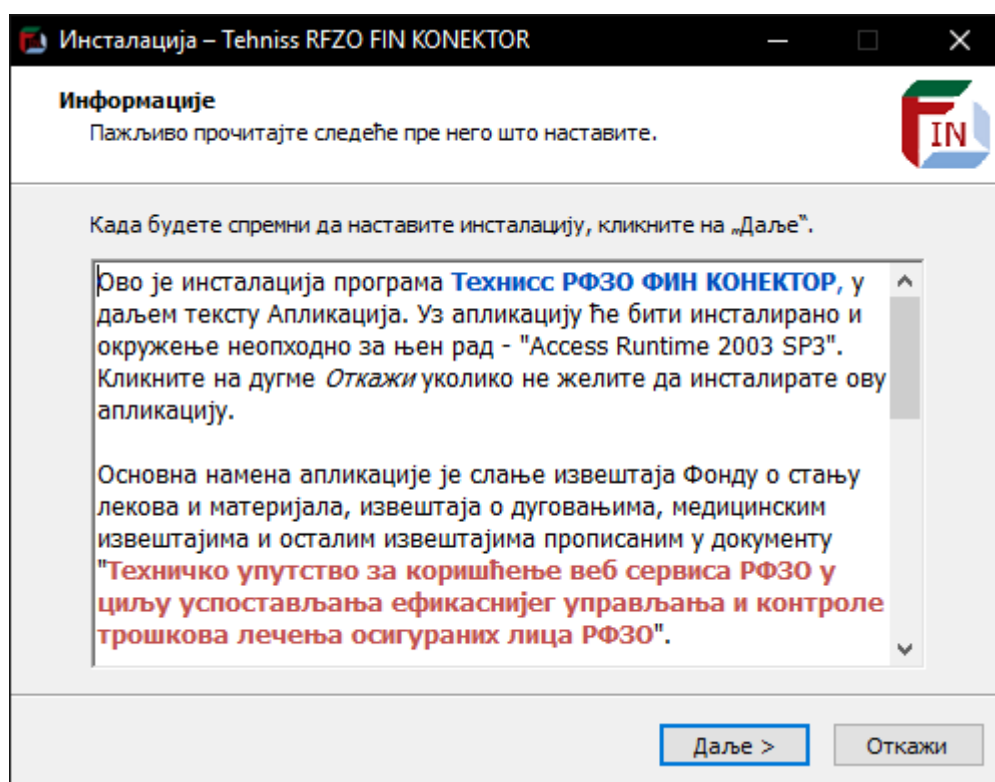 Инсталација – Tehniss RFZO FIN KONEKTOR
Информације
Пажљиво прочитајте следеће пре него што наставите.
FIN
Када будете спремни да наставите инсталацију, кликните на „Даље“.
Ово је инсталација програма Технисс РФЗО ФИН КОНЕКТОР, у
даљем тексту Апликација. Уз апликацију ће бити инсталирано и
окружење неопходно за њен рад - "Access Runtime 2003 SP3".
Кликните на дугме Откажи уколико не желите да инсталирате ову
апликацију.
Основна намена апликације је слање извештаја Фонду о стању
лекова и материјала, извештаја о дуговањима, медицинским
извештајима и осталим извештајима прописаним у документу
"Техничко упутство за коришћење веб сервиса РФЗО у
циљу успостављања ефикаснијег управљања и контроле
трошкова лечења осигураних лица РФЗО".
Даље >
Откажи